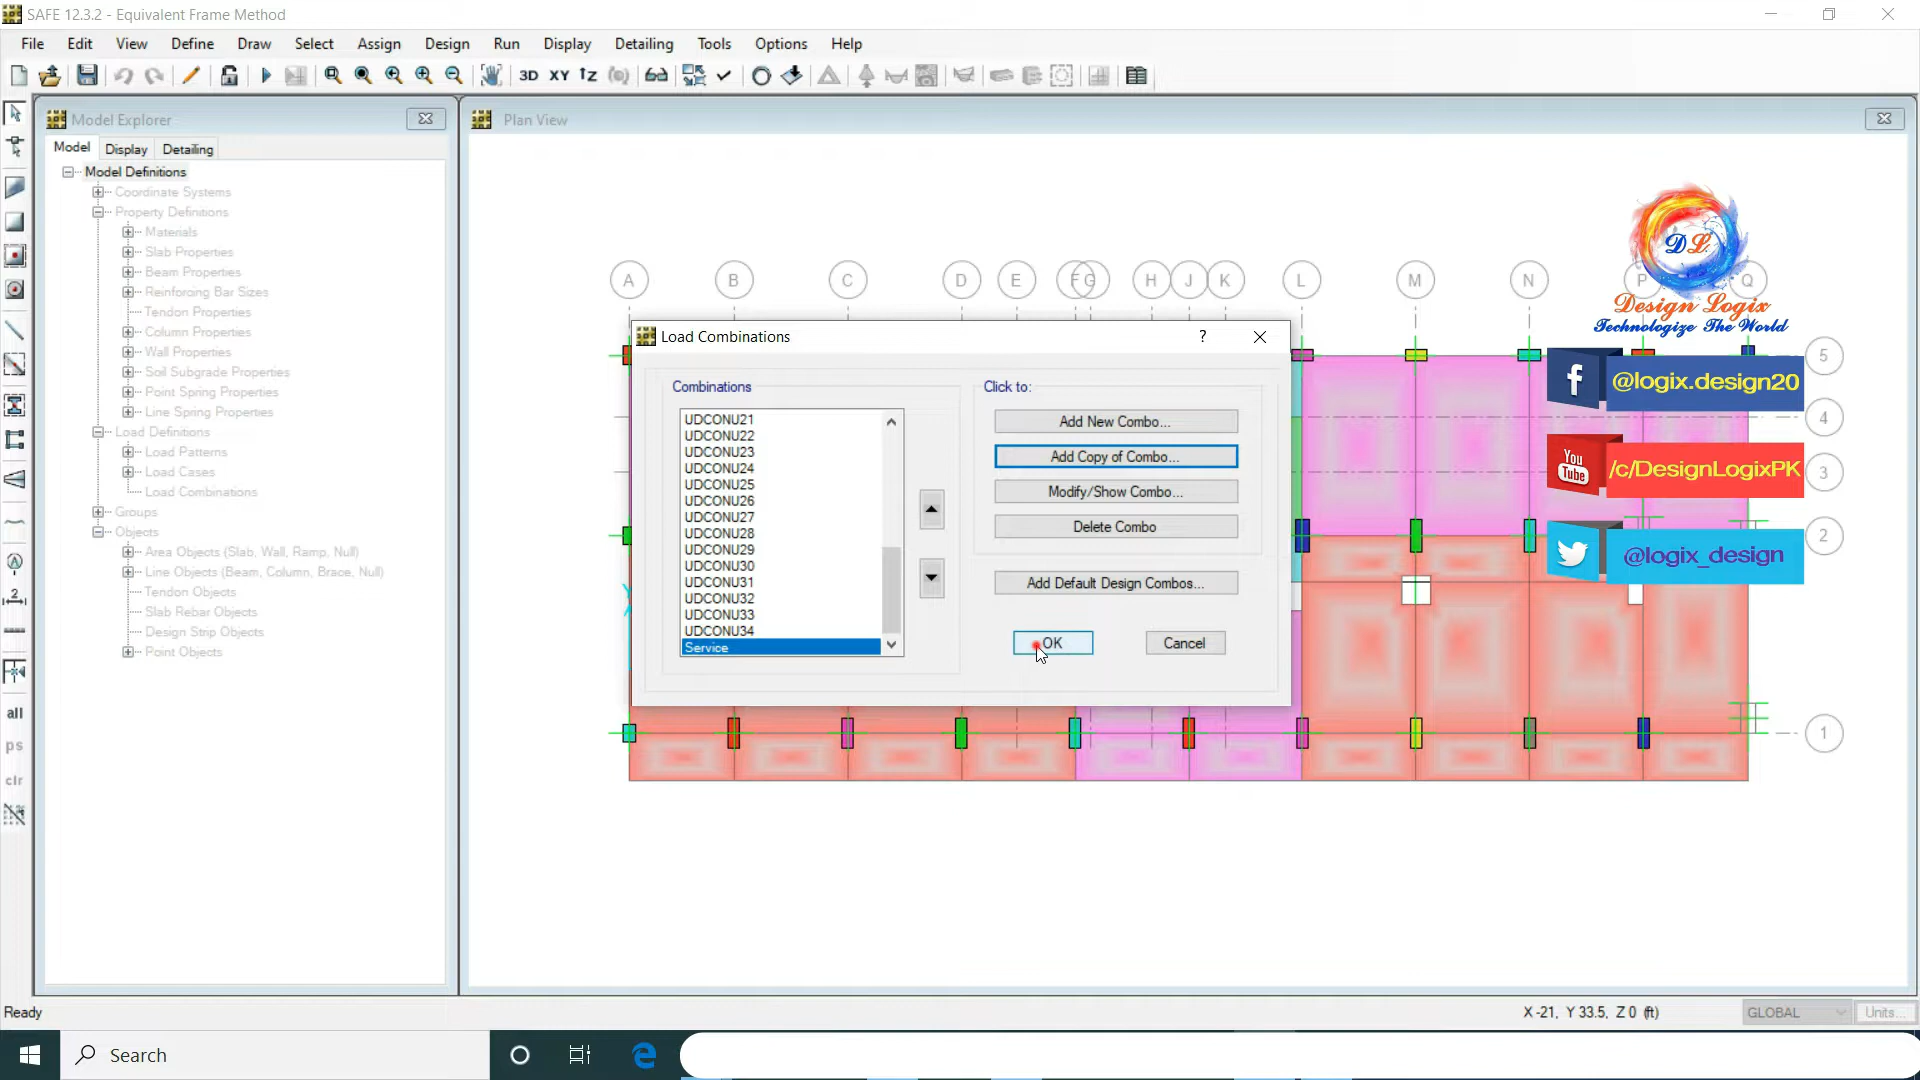 SAFE 12.3.2 - Equivalent Frame Method
File Edit View Define Draw Select Assign Design Run Display Detailing Tools Options Help
3D XY
Model Explorer
Plan View
Model Display Detailing
Model Definitions
Coordinate Systems
Property Definitions
Materials
Slab Properties
Beam Properties
Reinforcing Bar Sizes
Tendon Properties
Column Properties
Wall Properties
Soil Subgrade Properties
Point Spring Properties
Line Spring Properties
Load Definitions
Load Patterns
Load Cases
Load Combinations
Groups
Objects
Area Objects (Slab, Wall, Ramp, Null)
Line Objects (Beam, Column, Brace, Null)
Tendon Objects
Slab Rebar Objects
Design Strip Objects
Point Objects
all
ps
clr
A B C D E F G H J K L M N P Q
5
4
3
2
1
Load Combinations
?
Combinations
UDCONU21
UDCONU22
UDCONU23
UDCONU24
UDCONU25
UDCONU26
UDCONU27
UDCONU28
UDCONU29
UDCONU30
UDCONU31
UDCONU32
UDCONU33
UDCONU34
Service
Click to:
Add New Combo...
Add Copy of Combo...
Modify/Show Combo...
Delete Combo
Add Default Design Combos...
OK
Cancel
DL
Design Logix
Technologize The World
f
@logix.design20
You
Tube
/c/DesignLogixPK
@logix_design
Ready
X -21, Y 33.5, Z 0 (ft)
GLOBAL
Units...
Search